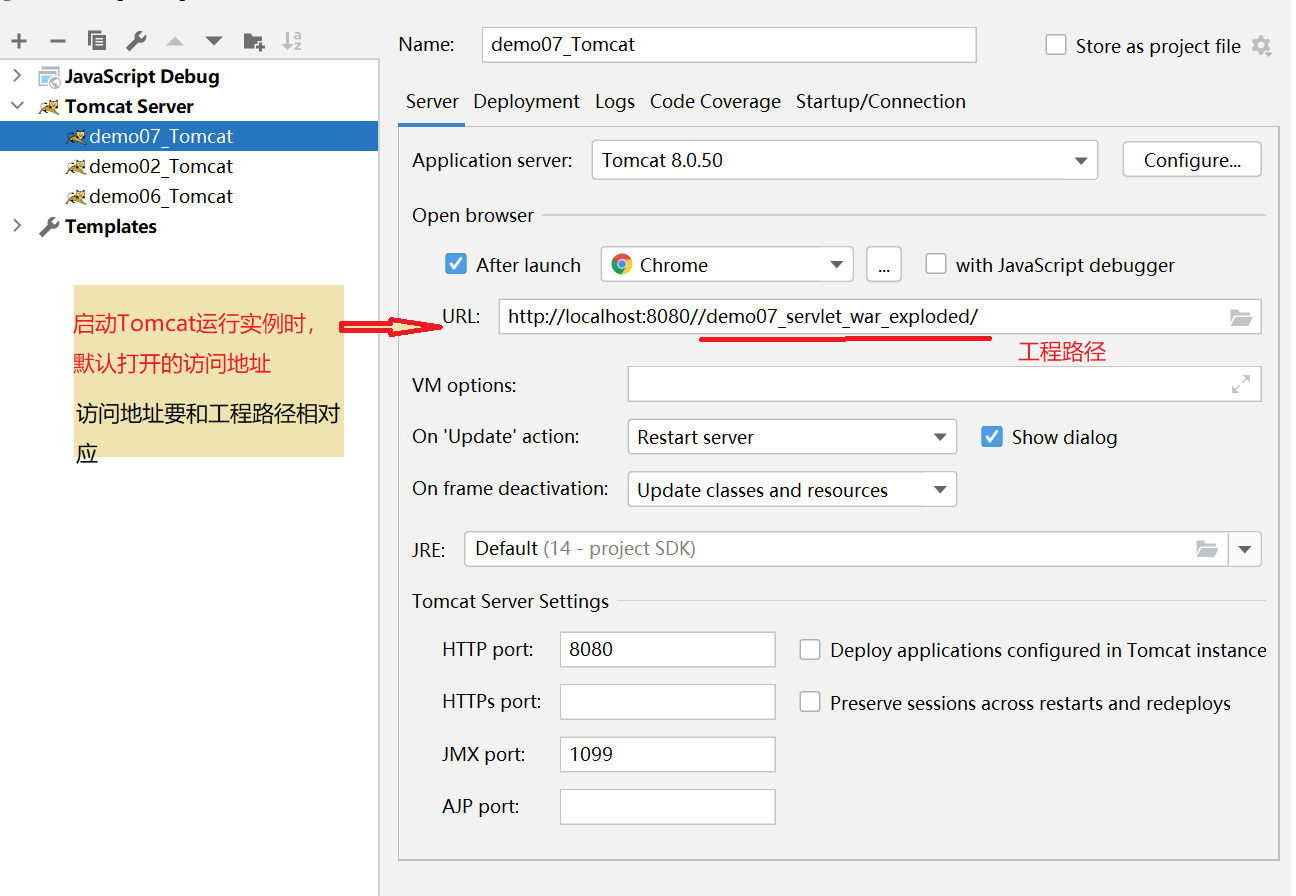 Name:
demo07_Tomcat
Store as project file
JavaScript Debug
Tomcat Server
demo07_Tomcat
demo02_Tomcat
demo06_Tomcat
Templates
启动Tomcat运行实例时，
默认打开的访问地址
访问地址要和工程路径相对
应
Server Deployment Logs Code Coverage Startup/Connection
Application server:
Tomcat 8.0.50
Configure...
Open browser
After launch
Chrome
...
with JavaScript debugger
URL:
http://localhost:8080//demo07_servlet_war_exploded/
工程路径
VM options:
On 'Update' action:
Restart server
Show dialog
On frame deactivation:
Update classes and resources
JRE:
Default (14 - project SDK)
Tomcat Server Settings
HTTP port:
8080
Deploy applications configured in Tomcat instance
HTTPs port:
Preserve sessions across restarts and redeploys
JMX port:
1099
AJP port: